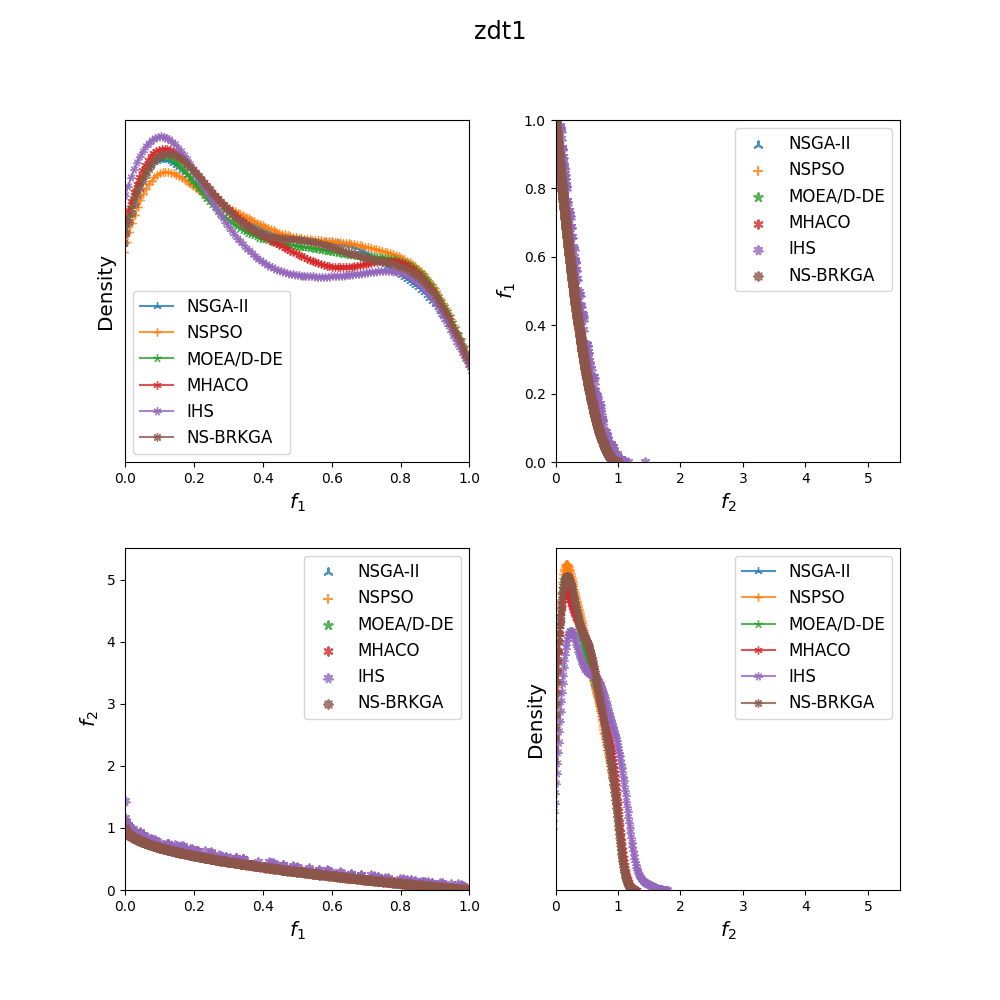 zdt1
Density
NSGA-II
NSPSO
MOEA/D-DE
MHACO
IHS
NS-BRKGA
0.0 0.2 0.4 0.6 0.8 1.0
f1
f1
1.0
0.8
0.6
0.4
0.2
0.0
NSGA-II
NSPSO
MOEA/D-DE
MHACO
IHS
NS-BRKGA
0 1 2 3 4 5
f2
f2
5
4
3
2
1
0
NSGA-II
NSPSO
MOEA/D-DE
MHACO
IHS
NS-BRKGA
0.0 0.2 0.4 0.6 0.8 1.0
f1
Density
NSGA-II
NSPSO
MOEA/D-DE
MHACO
IHS
NS-BRKGA
0 1 2 3 4 5
f2